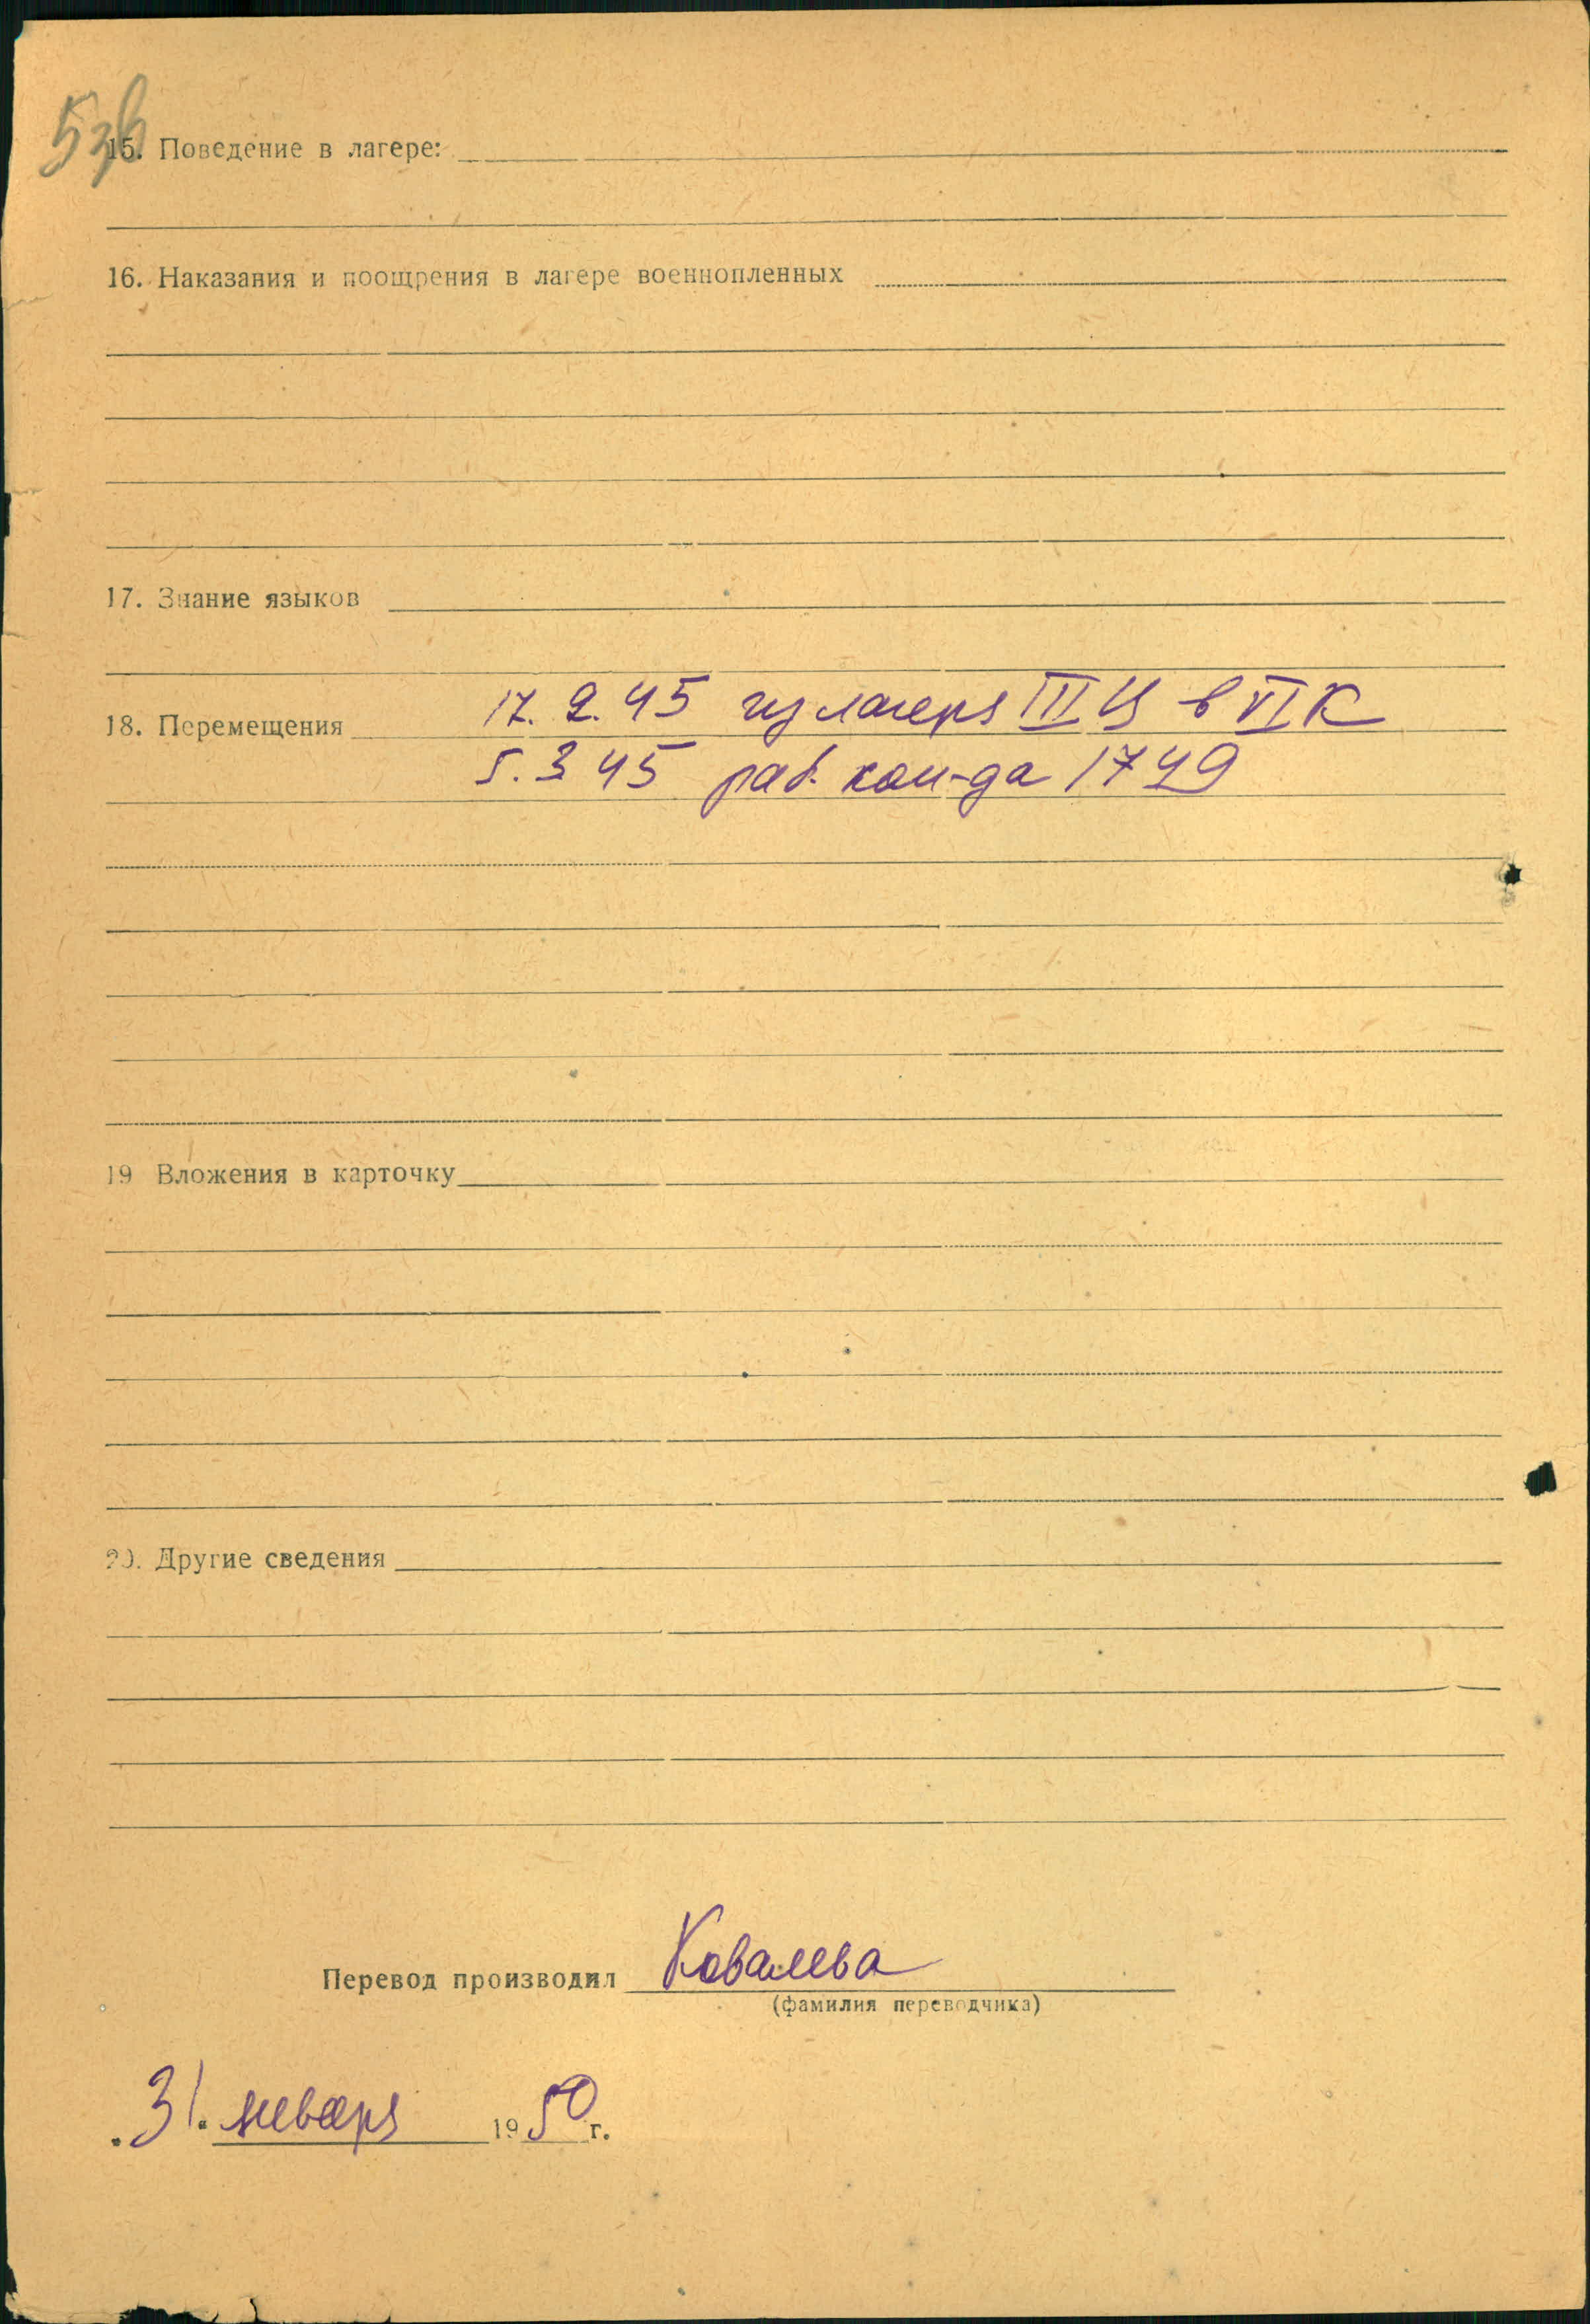 536
15. Поведение в лагере:
16. Наказания и поощрения в лагере военнопленных
17. Знание языков
18. Перемещения 17. 2. 45 из лагеря III Ц в VI К
5. 3 45 раб. ком-да 1749
19 Вложения в карточку
20. Другие сведения
Перевод производил Ковалева
(фамилия переводчика)
31. января 1950 г.